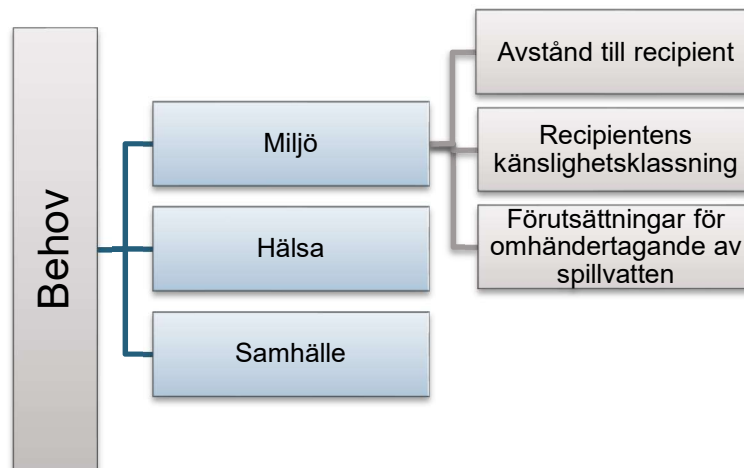 Behov
Miljö
Hälsa
Samhälle
Avstånd till recipient
Recipientens
känslighetsklassning
Förutsättningar för
omhändertagande av
spillvatten